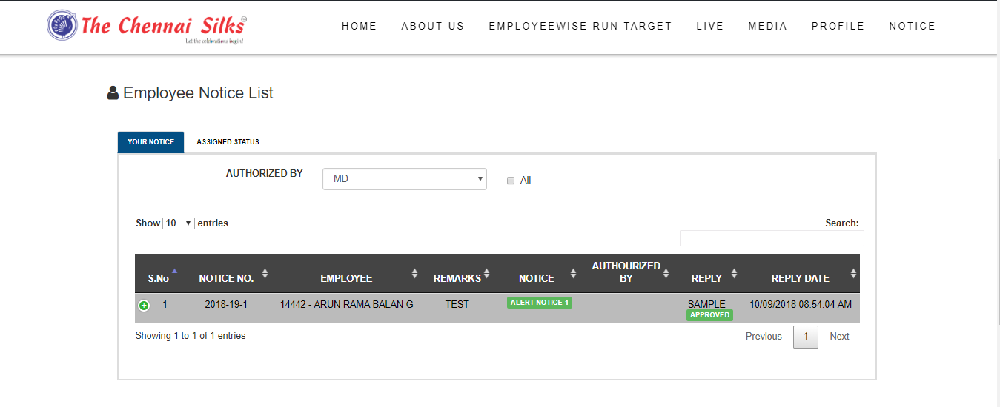 The Chennai Silks
Let the celebrations begin!
HOME ABOUT US EMPLOYEEWISE RUN TARGET LIVE MEDIA PROFILE NOTICE
Employee Notice List
YOUR NOTICE ASSIGNED STATUS
AUTHORIZED BY MD All
Show 10 entries Search:
S.No NOTICE NO. EMPLOYEE REMARKS NOTICE AUTHOURIZED BY REPLY REPLY DATE
1 2018-19-1 14442 - ARUN RAMA BALAN G TEST ALERT NOTICE-1 SAMPLE 10/09/2018 08:54:04 AM
APPROVED
Showing 1 to 1 of 1 entries Previous 1 Next